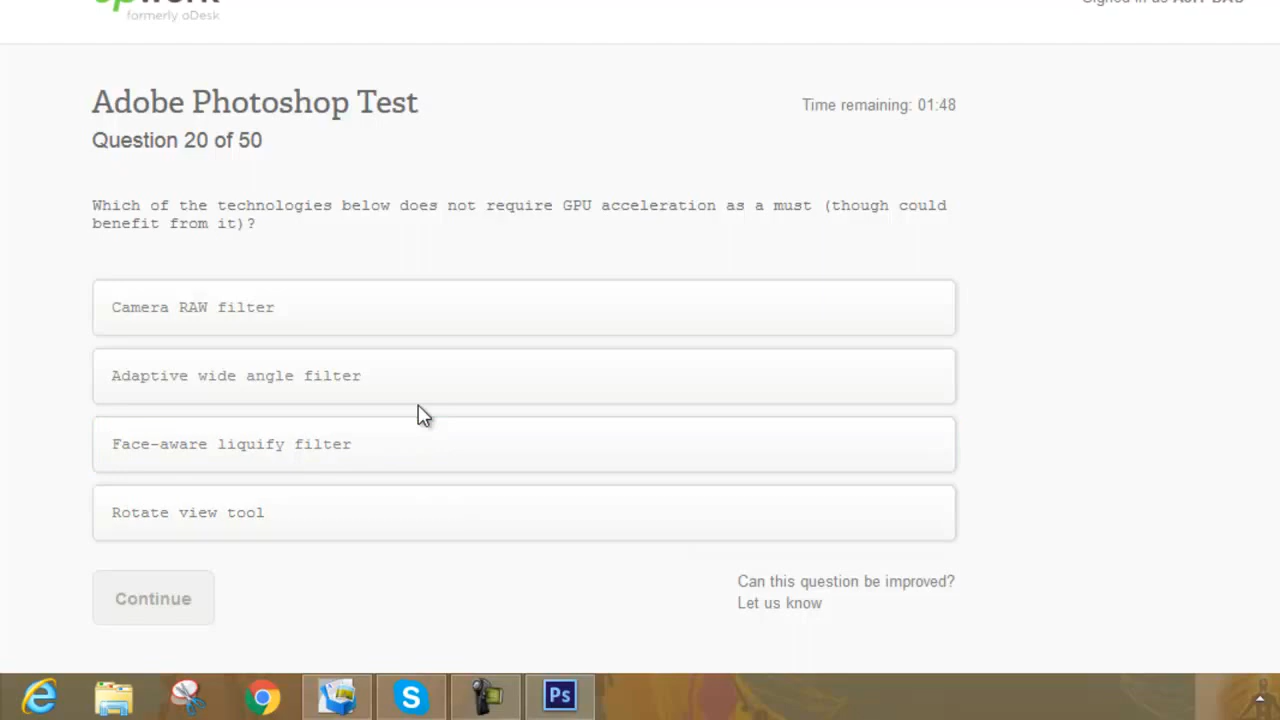 formerly oDesk
Adobe Photoshop Test
Time remaining: 01:48
Question 20 of 50
Which of the technologies below does not require GPU acceleration as a must (though could
benefit from it)?
Camera RAW filter
Adaptive wide angle filter
Face-aware liquify filter
Rotate view tool
Continue
Can this question be improved?
Let us know
Ps